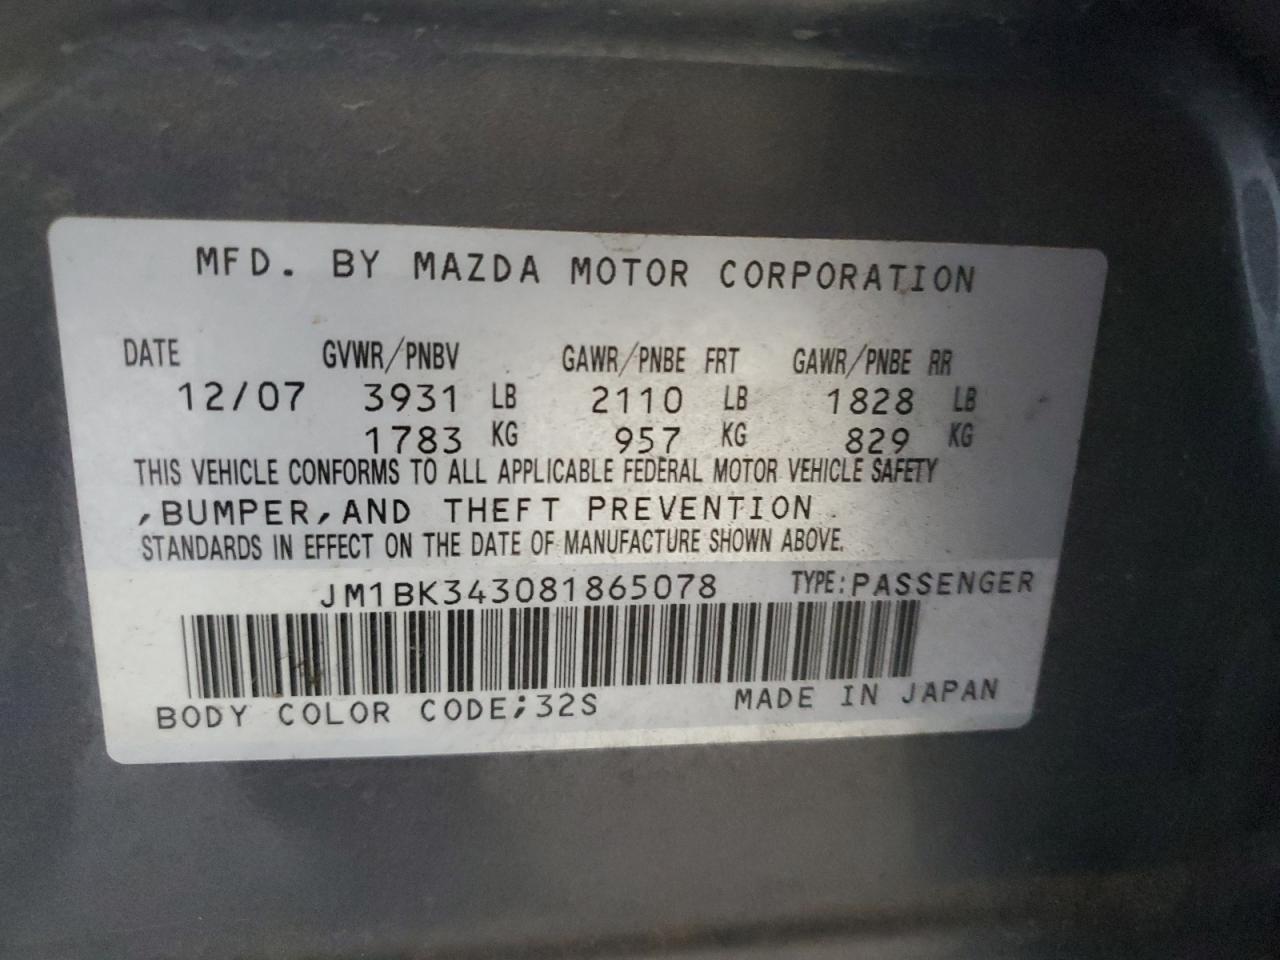 MFD. BY MAZDA MOTOR CORPORATION
DATE GVWR/PNBV GAWR/PNBE FRT GAWR/PNBE RR
12/07 3931 LB 2110 LB 1828 LB
1783 KG 957 KG 829 KG
THIS VEHICLE CONFORMS TO ALL APPLICABLE FEDERAL MOTOR VEHICLE SAFETY
,BUMPER,AND THEFT PREVENTION
STANDARDS IN EFFECT ON THE DATE OF MANUFACTURE SHOWN ABOVE.
JM1BK343081865078 TYPE:PASSENGER
BODY COLOR CODE;32S MADE IN JAPAN